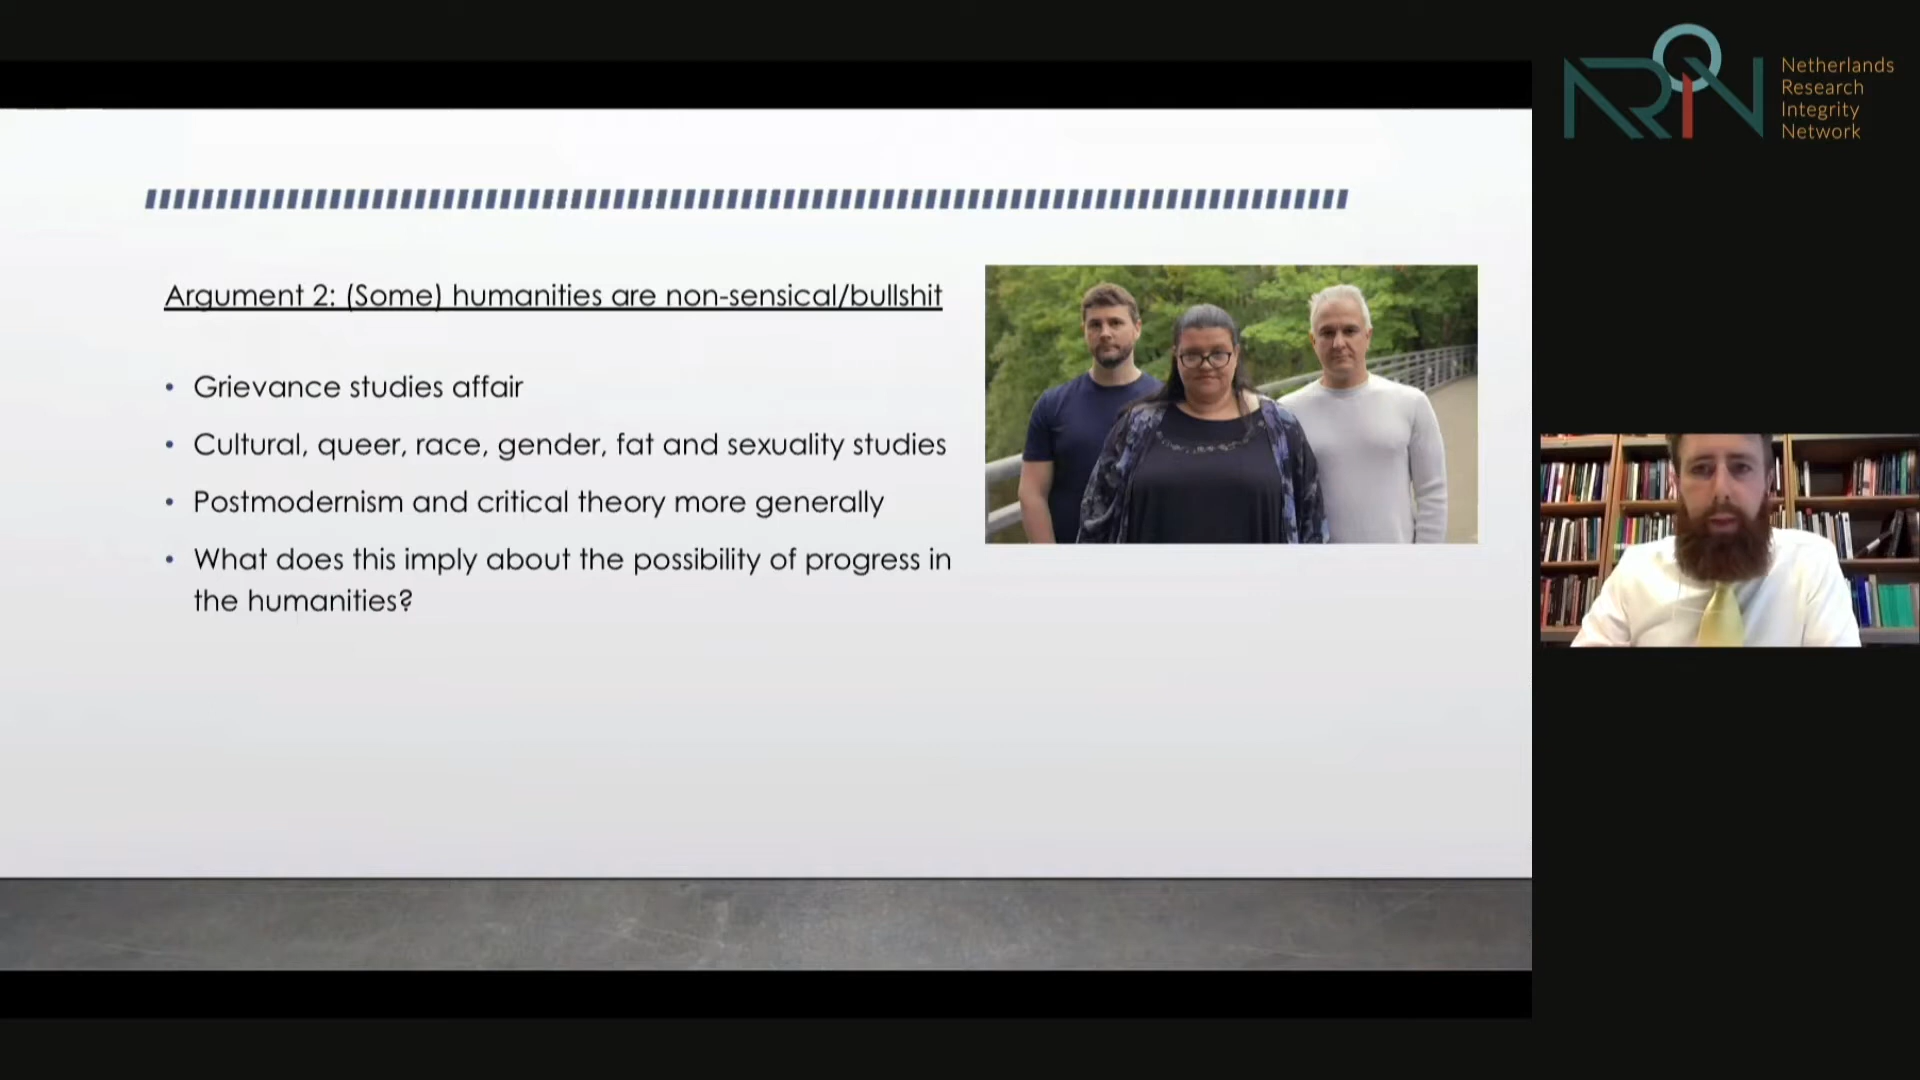 Argument 2: (Some) humanities are non-sensical/bullshit
• Grievance studies affair
• Cultural, queer, race, gender, fat and sexuality studies
• Postmodernism and critical theory more generally
• What does this imply about the possibility of progress in
the humanities?
NRIN
Netherlands
Research
Integrity
Network